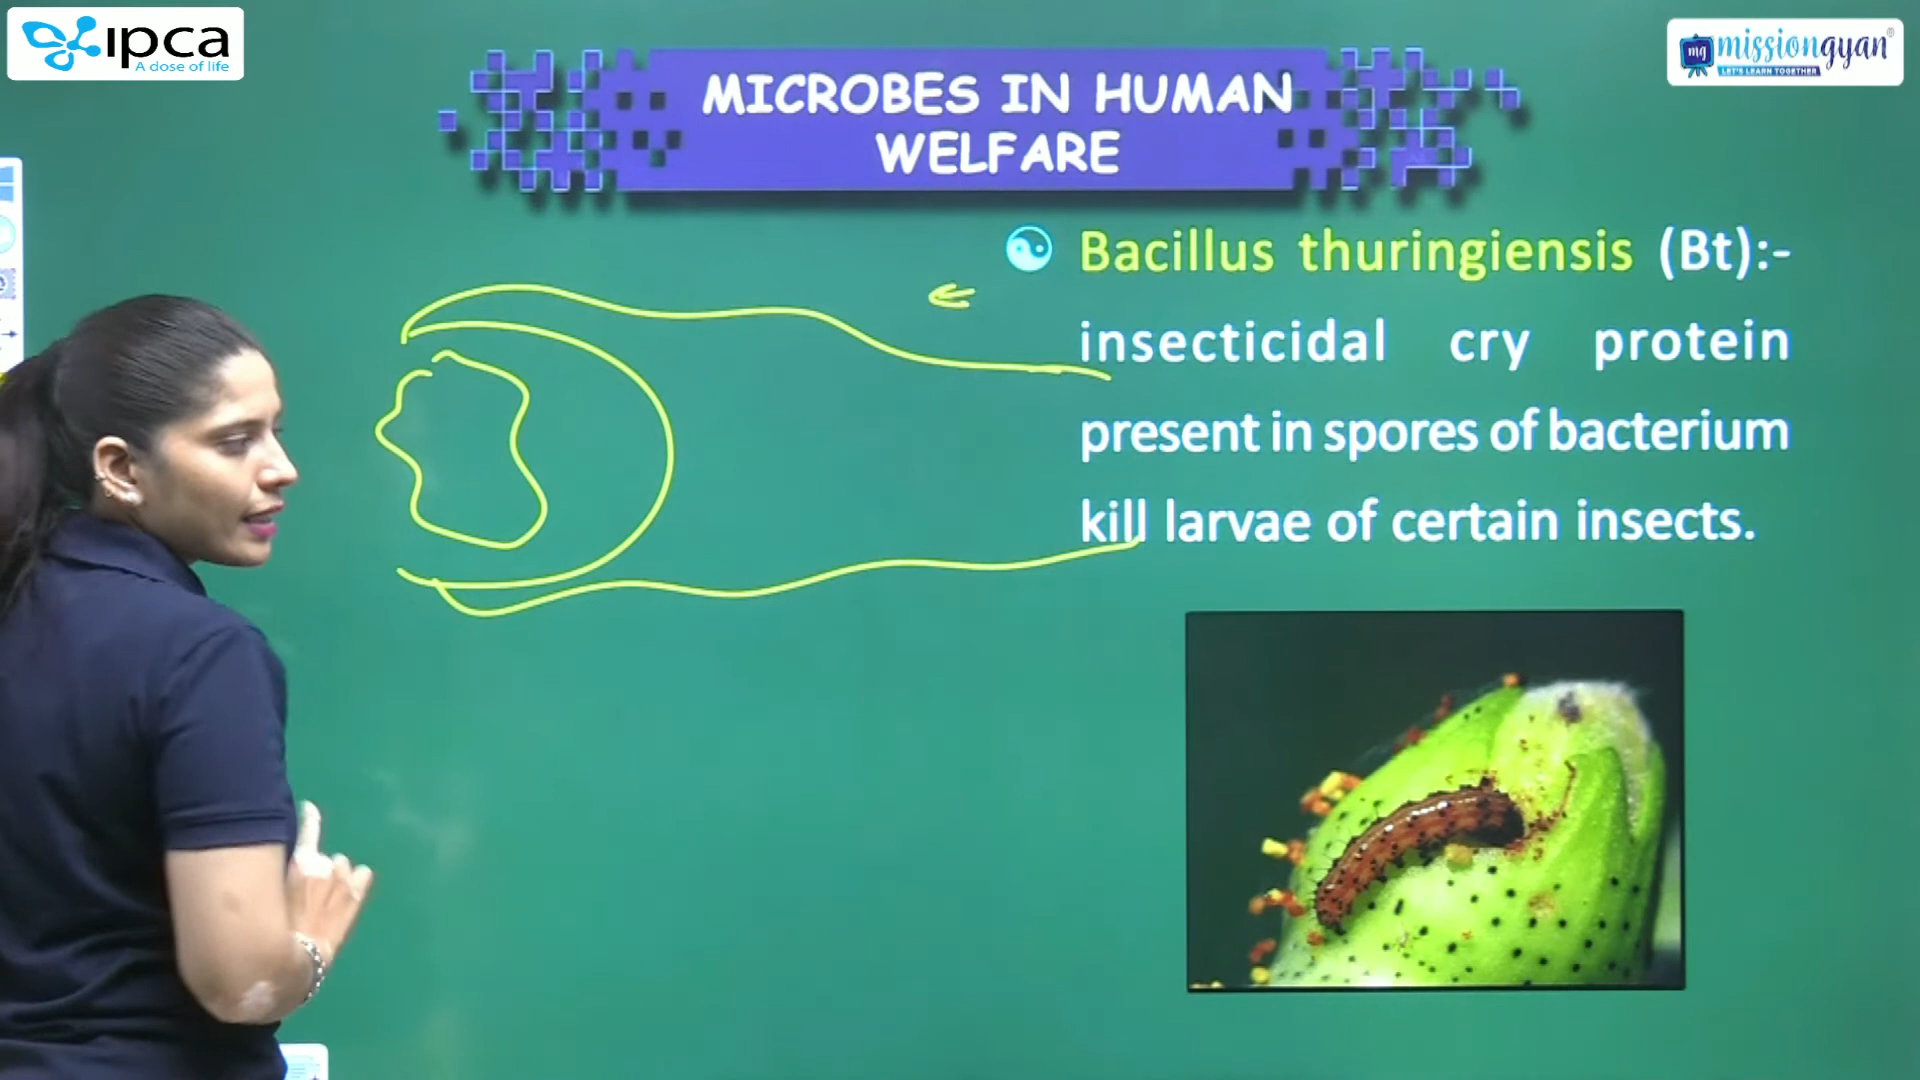 ıpca
A dose of life
mg
missiongyan®
LET'S LEARN TOGETHER
MICROBES IN HUMAN
WELFARE
Bacillus thuringiensis (Bt):-
insecticidal cry protein
present in spores of bacterium
kill larvae of certain insects.